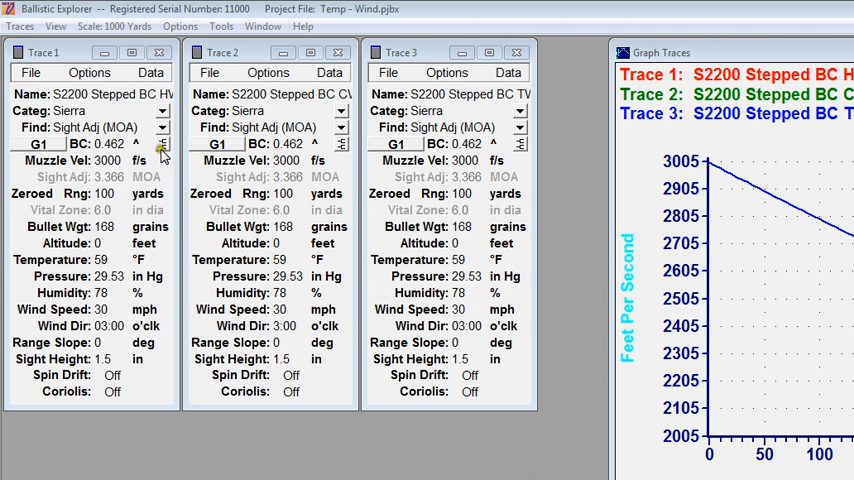 Ballistic Explorer -- Registered Serial Number: 11000 Project File: Temp - Wind.pjbx
Traces View Scale: 1000 Yards Options Tools Window Help
Trace 1
File Options Data
Name: S2200 Stepped BC HW
Categ: Sierra
Find: Sight Adj (MOA)
G1 BC: 0.462 ^
Muzzle Vel: 3000 f/s
Sight Adj: 3.366 MOA
Zeroed Rng: 100 yards
Vital Zone: 6.0 in dia
Bullet Wgt: 168 grains
Altitude: 0 feet
Temperature: 59 °F
Pressure: 29.53 in Hg
Humidity: 78 %
Wind Speed: 30 mph
Wind Dir: 03:00 o'clk
Range Slope: 0 deg
Sight Height: 1.5 in
Spin Drift: Off
Coriolis: Off
Trace 2
File Options Data
Name: S2200 Stepped BC CW
Categ: Sierra
Find: Sight Adj (MOA)
G1 BC: 0.462 ^
Muzzle Vel: 3000 f/s
Sight Adj: 3.366 MOA
Zeroed Rng: 100 yards
Vital Zone: 6.0 in dia
Bullet Wgt: 168 grains
Altitude: 0 feet
Temperature: 59 °F
Pressure: 29.53 in Hg
Humidity: 78 %
Wind Speed: 30 mph
Wind Dir: 3:00 o'clk
Range Slope: 0 deg
Sight Height: 1.5 in
Spin Drift: Off
Coriolis: Off
Trace 3
File Options Data
Name: S2200 Stepped BC TW
Categ: Sierra
Find: Sight Adj (MOA)
G1 BC: 0.462 ^
Muzzle Vel: 3000 f/s
Sight Adj: 3.366 MOA
Zeroed Rng: 100 yards
Vital Zone: 6.0 in dia
Bullet Wgt: 168 grains
Altitude: 0 feet
Temperature: 59 °F
Pressure: 29.53 in Hg
Humidity: 78 %
Wind Speed: 30 mph
Wind Dir: 03:00 o'clk
Range Slope: 0 deg
Sight Height: 1.5 in
Spin Drift: Off
Coriolis: Off
Graph Traces
Trace 1: S2200 Stepped BC H
Trace 2: S2200 Stepped BC C
Trace 3: S2200 Stepped BC T
Feet Per Second
3005
2905
2805
2705
2605
2505
2405
2305
2205
2105
2005
0 50 100